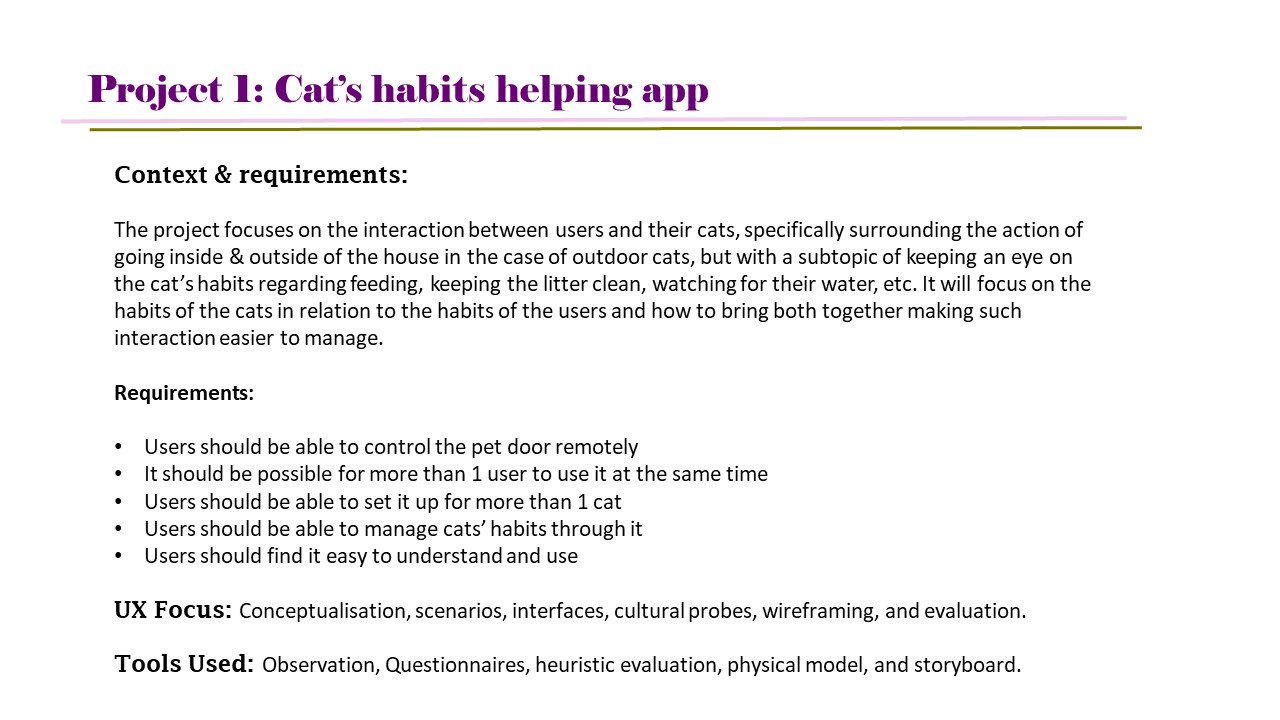 Project 1: Cat’s habits helping app
Context & requirements:
The project focuses on the interaction between users and their cats, specifically surrounding the action of
going inside & outside of the house in the case of outdoor cats, but with a subtopic of keeping an eye on
the cat’s habits regarding feeding, keeping the litter clean, watching for their water, etc. It will focus on the
habits of the cats in relation to the habits of the users and how to bring both together making such
interaction easier to manage.
Requirements:
• Users should be able to control the pet door remotely
• It should be possible for more than 1 user to use it at the same time
• Users should be able to set it up for more than 1 cat
• Users should be able to manage cats’ habits through it
• Users should find it easy to understand and use
UX Focus: Conceptualisation, scenarios, interfaces, cultural probes, wireframing, and evaluation.
Tools Used: Observation, Questionnaires, heuristic evaluation, physical model, and storyboard.